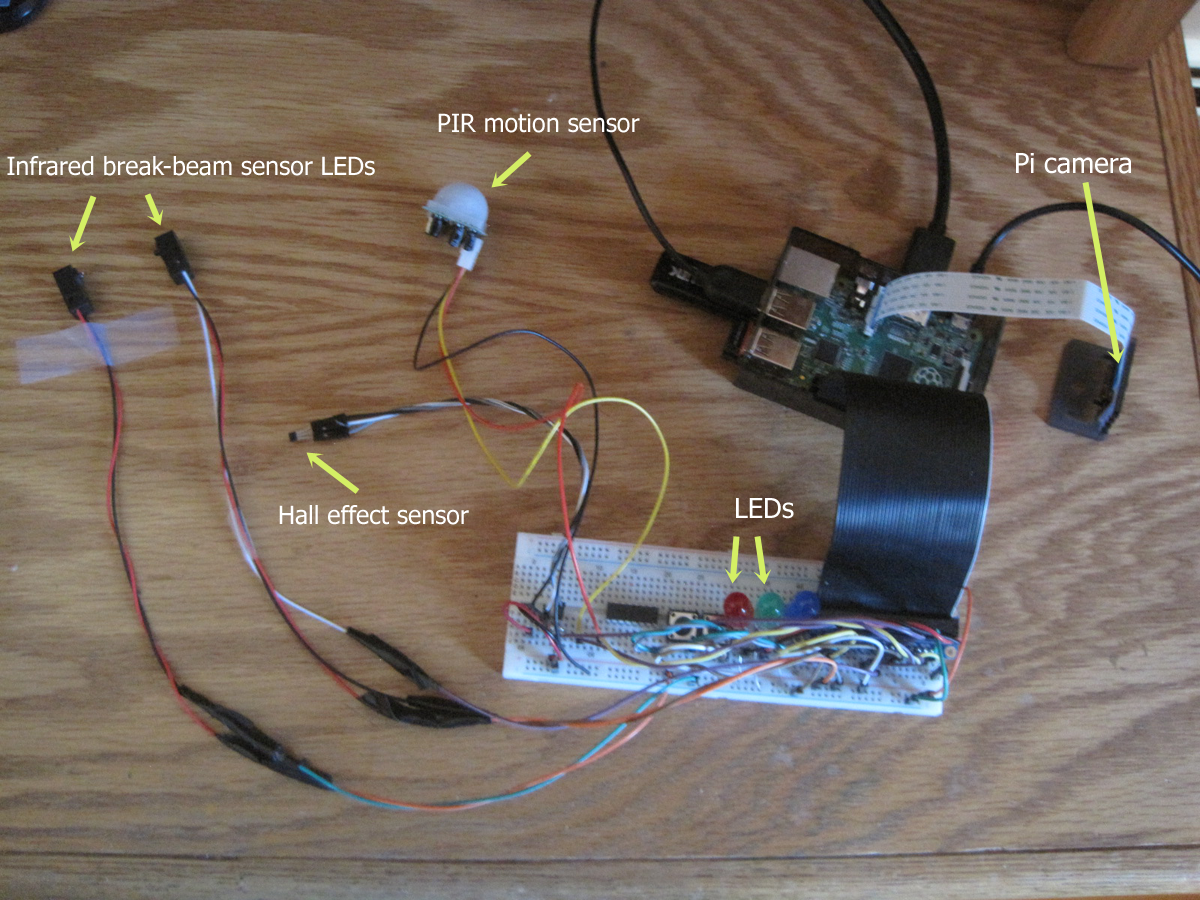 PIR motion sensor
Infrared break-beam sensor LEDs
Pi camera
Hall effect sensor
LEDs